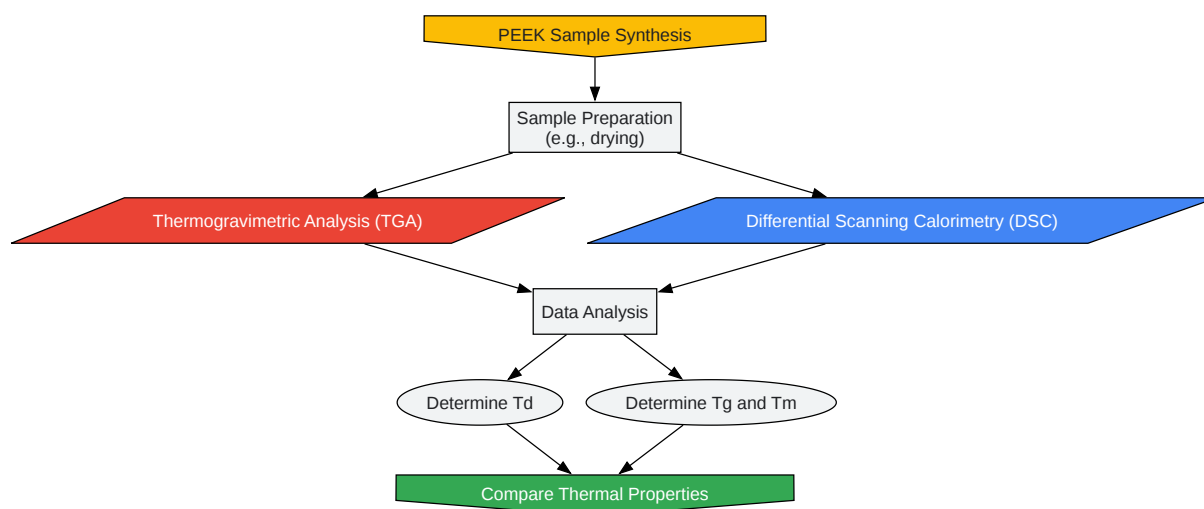 PEEK Sample Synthesis
Sample Preparation
(e.g., drying)
Thermogravimetric Analysis (TGA)
Differential Scanning Calorimetry (DSC)
Data Analysis
Determine Td
Determine Tg and Tm
Compare Thermal Properties